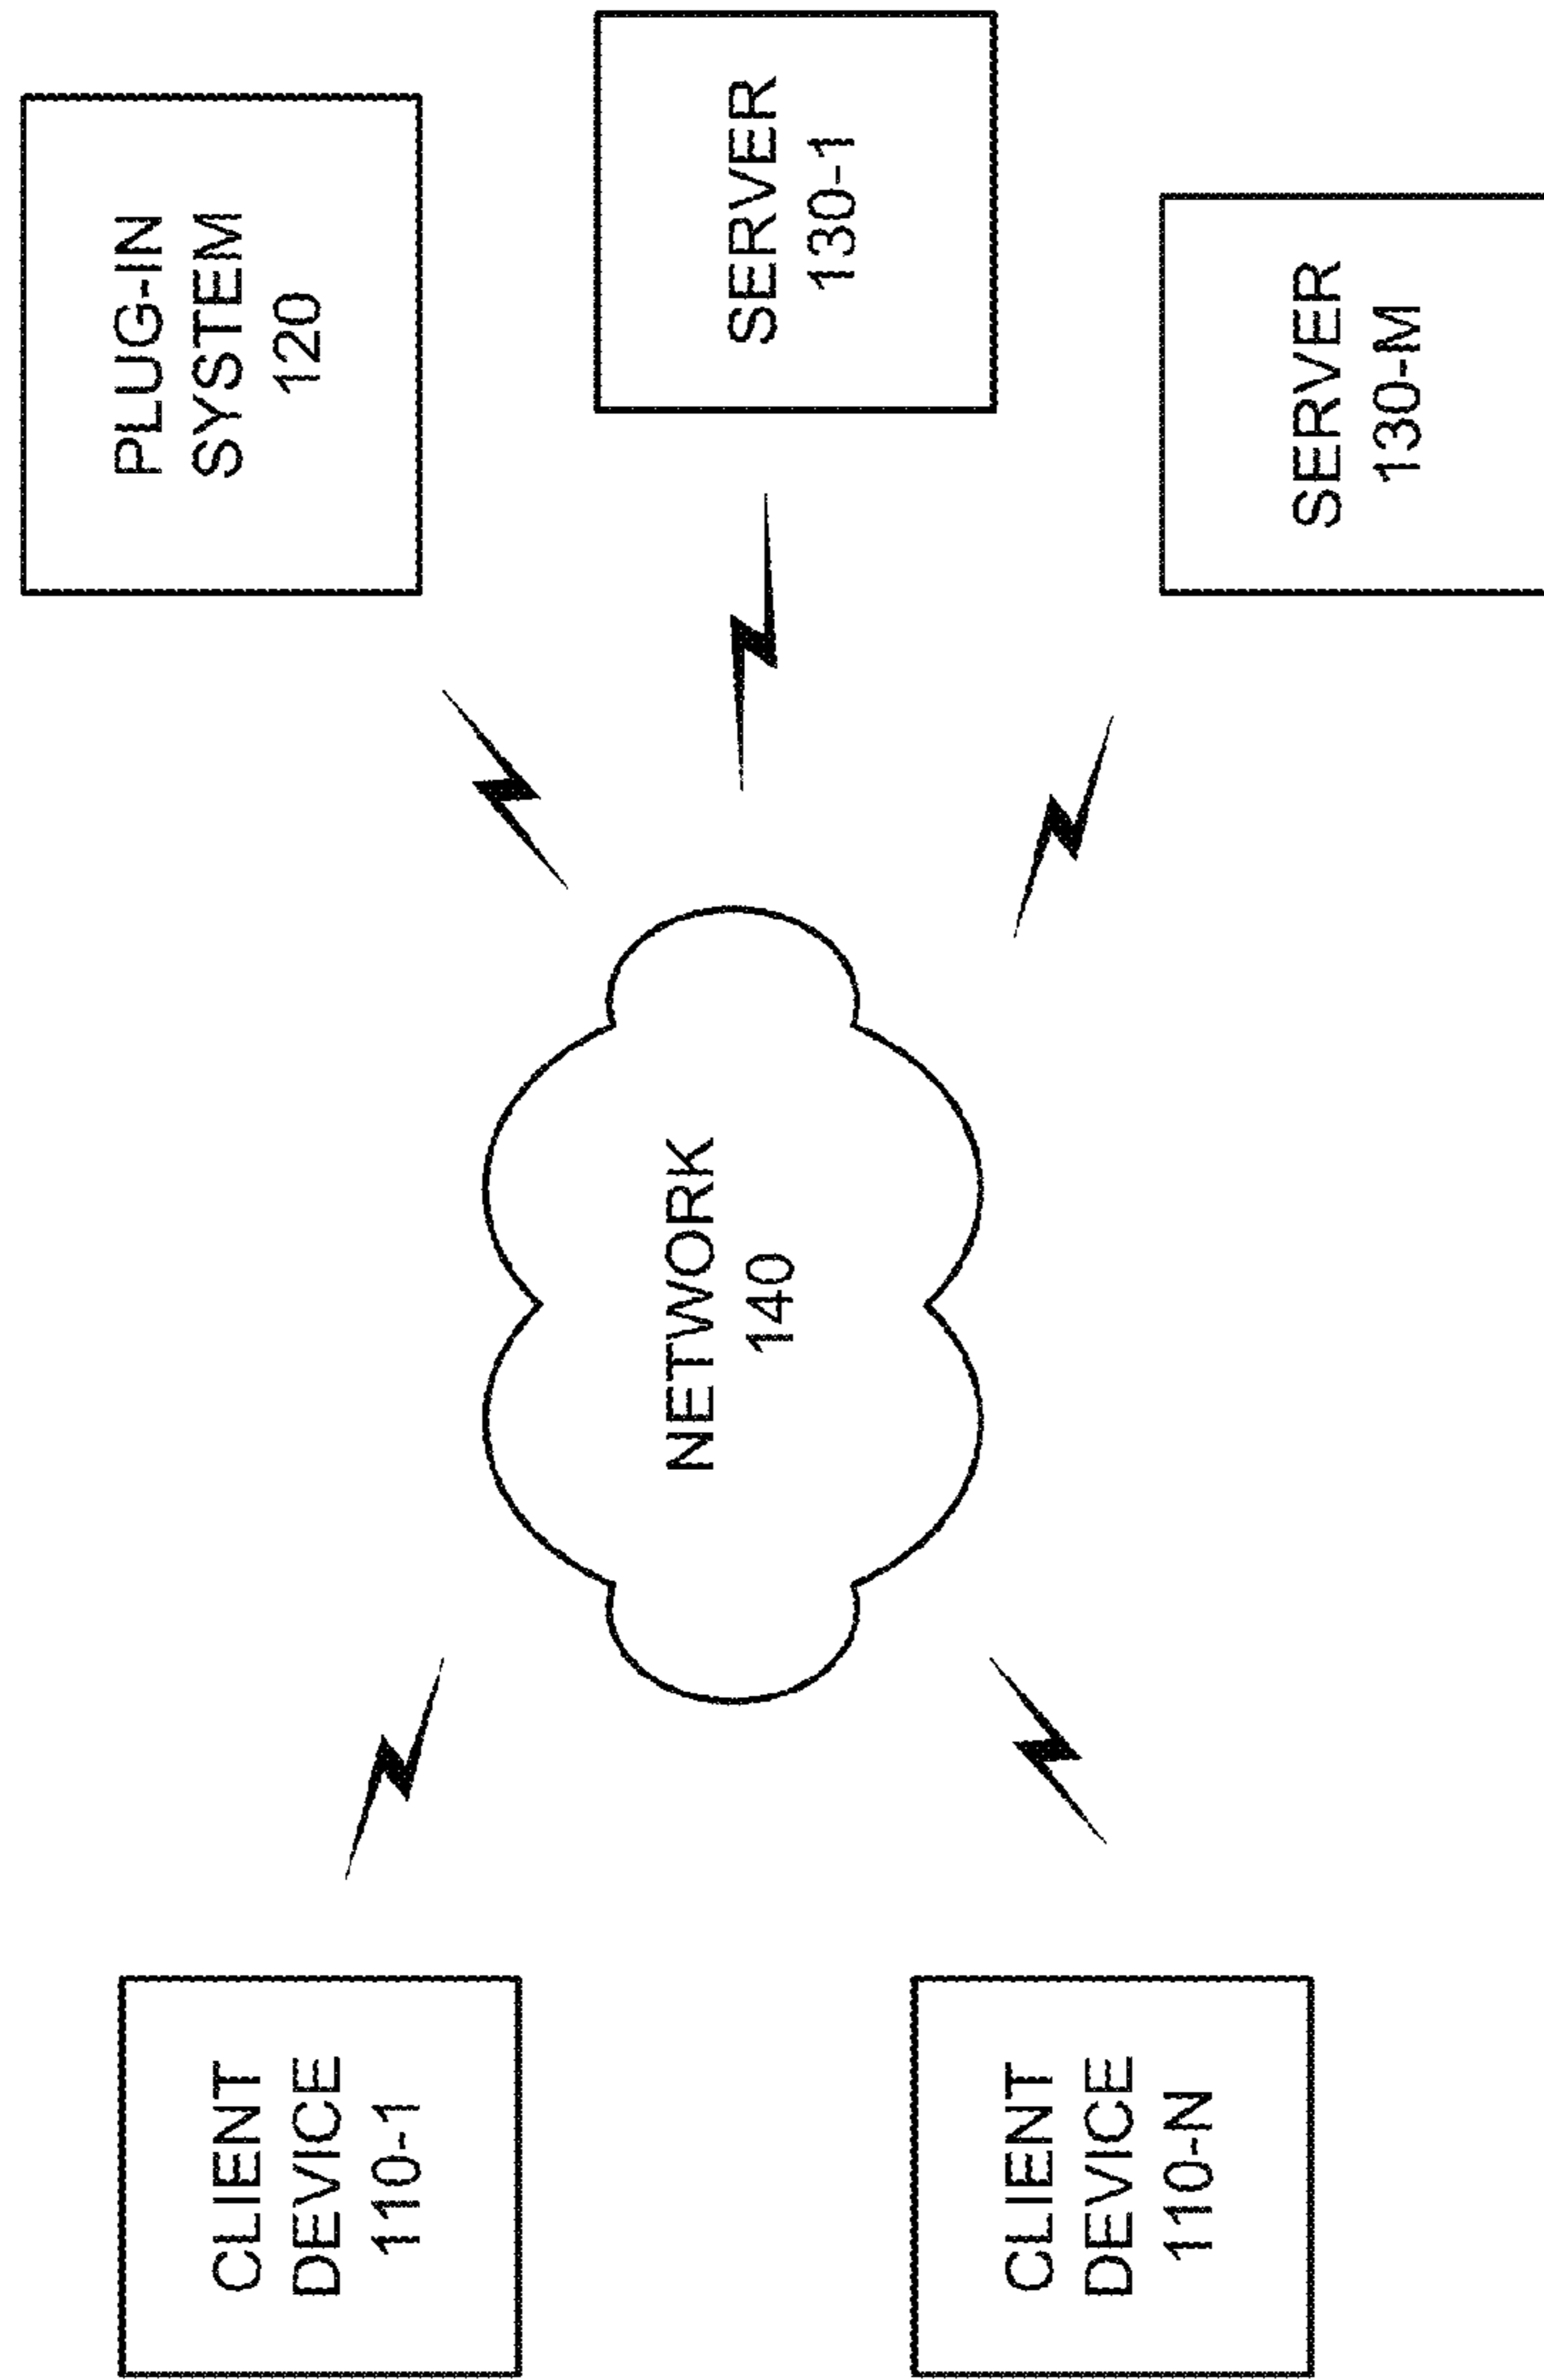 CLIENT
DEVICE
110-1
CLIENT
DEVICE
110-N
NETWORK
140
PLUG-IN
SYSTEM
120
SERVER
130-1
SERVER
130-M